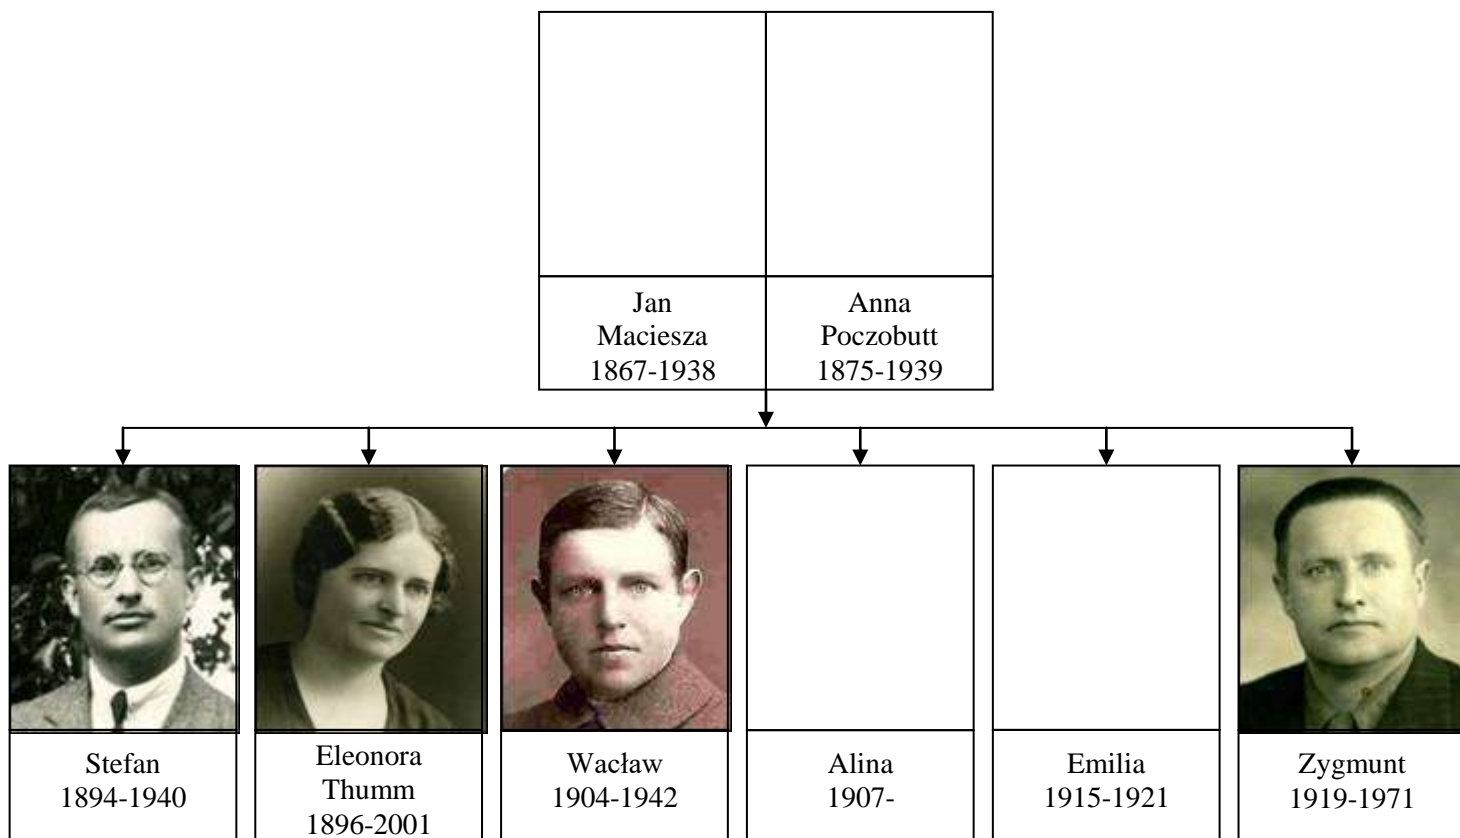 Jan
Maciesza
1867-1938
Anna
Poczobutt
1875-1939
Stefan
1894-1940
Eleonora
Thumm
1896-2001
Wacław
1904-1942
Alina
1907-
Emilia
1915-1921
Zygmunt
1919-1971